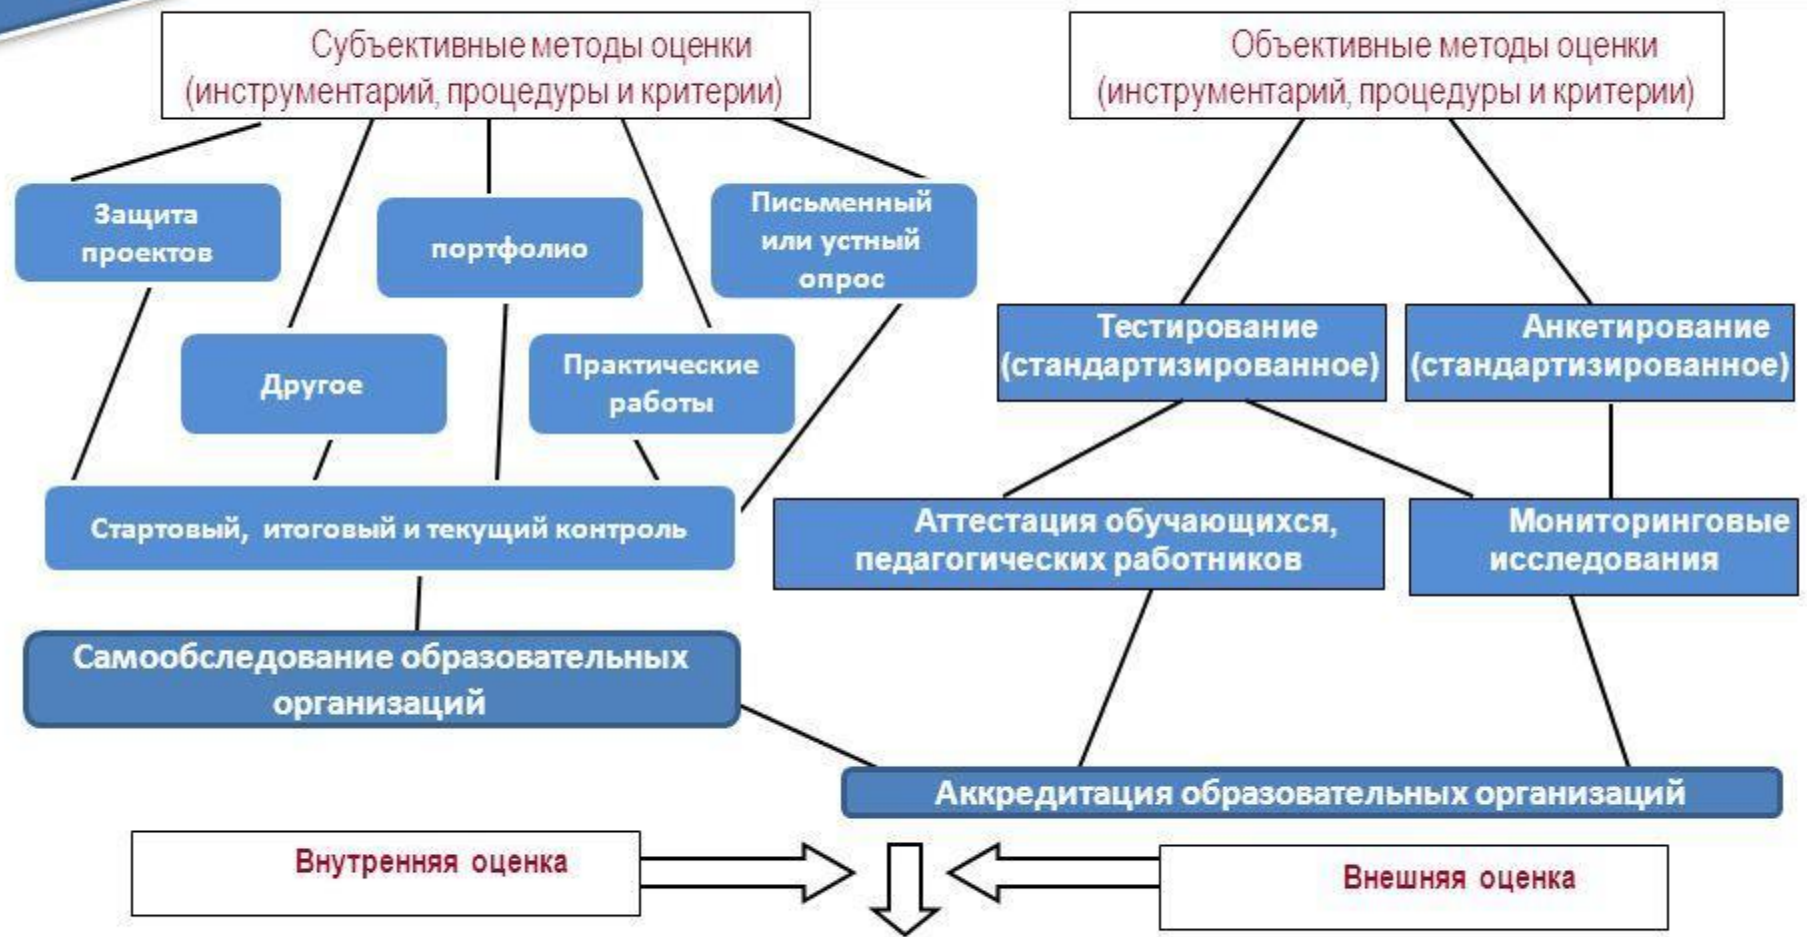 Субъективные методы оценки
(инструментарий, процедуры и критерии)
Объективные методы оценки
(инструментарий, процедуры и критерии)
Защита
проектов
портфолио
Письменный
или устный
опрос
Другое
Практические
работы
Тестирование
(стандартизированное)
Анкетирование
(стандартизированное)
Стартовый, итоговый и текущий контроль
Аттестация обучающихся,
педагогических работников
Мониторинговые
исследования
Самообследование образовательных
организаций
Аккредитация образовательных организаций
Внутренняя оценка
Внешняя оценка